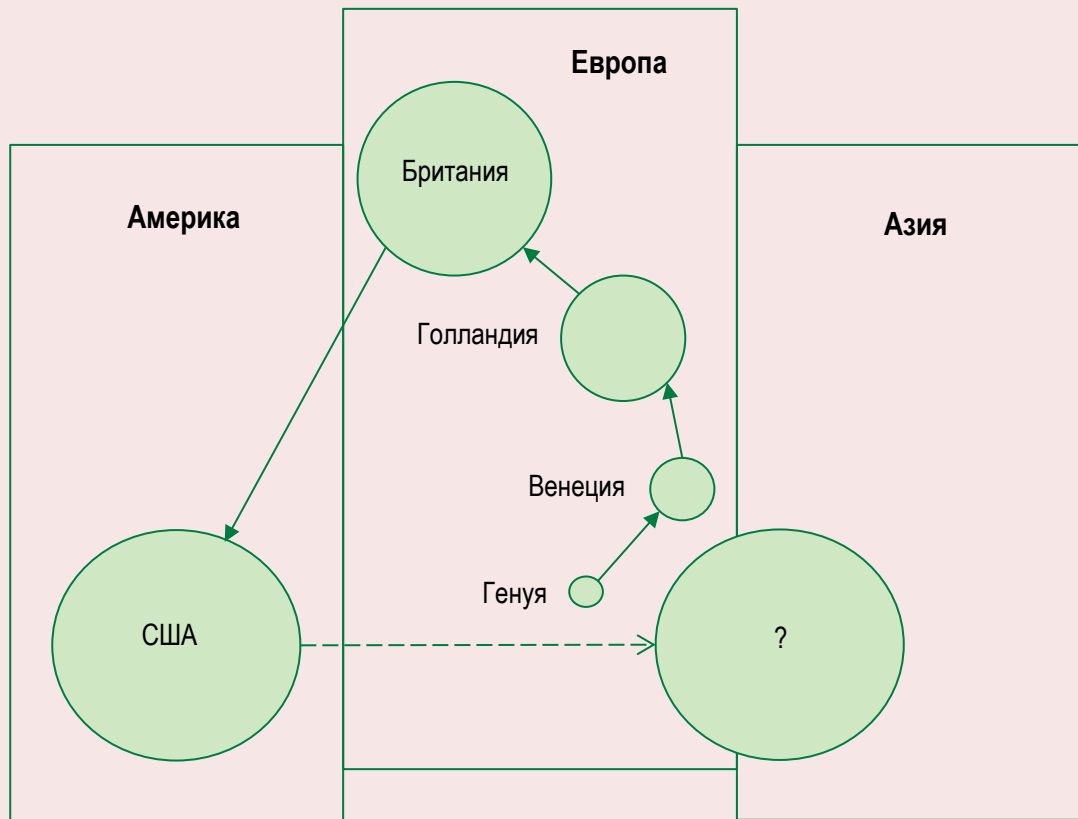 Европа
Британия
Америка
Азия
Голландия
Венеция
Генуя
США
?